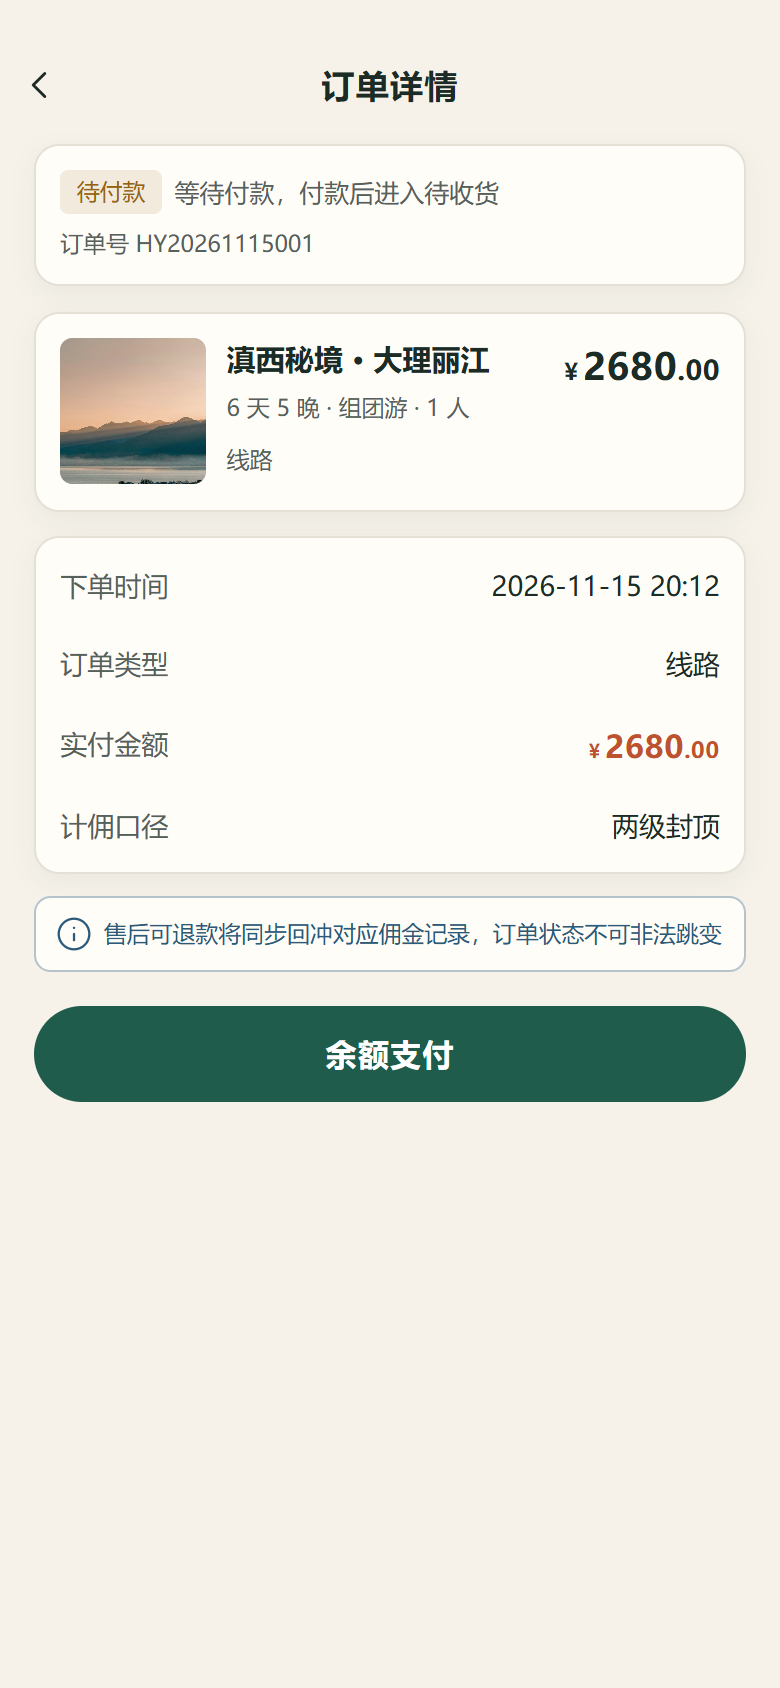 订单详情
待付款 等待付款，付款后进入待收货
订单号 HY20261115001
滇西秘境·大理丽江 ¥2680.00
6 天 5 晚 · 组团游 · 1 人
线路
下单时间 2026-11-15 20:12
订单类型 线路
实付金额 ¥2680.00
计佣口径 两级封顶
售后可退款将同步回冲对应佣金记录，订单状态不可非法跳变
余额支付